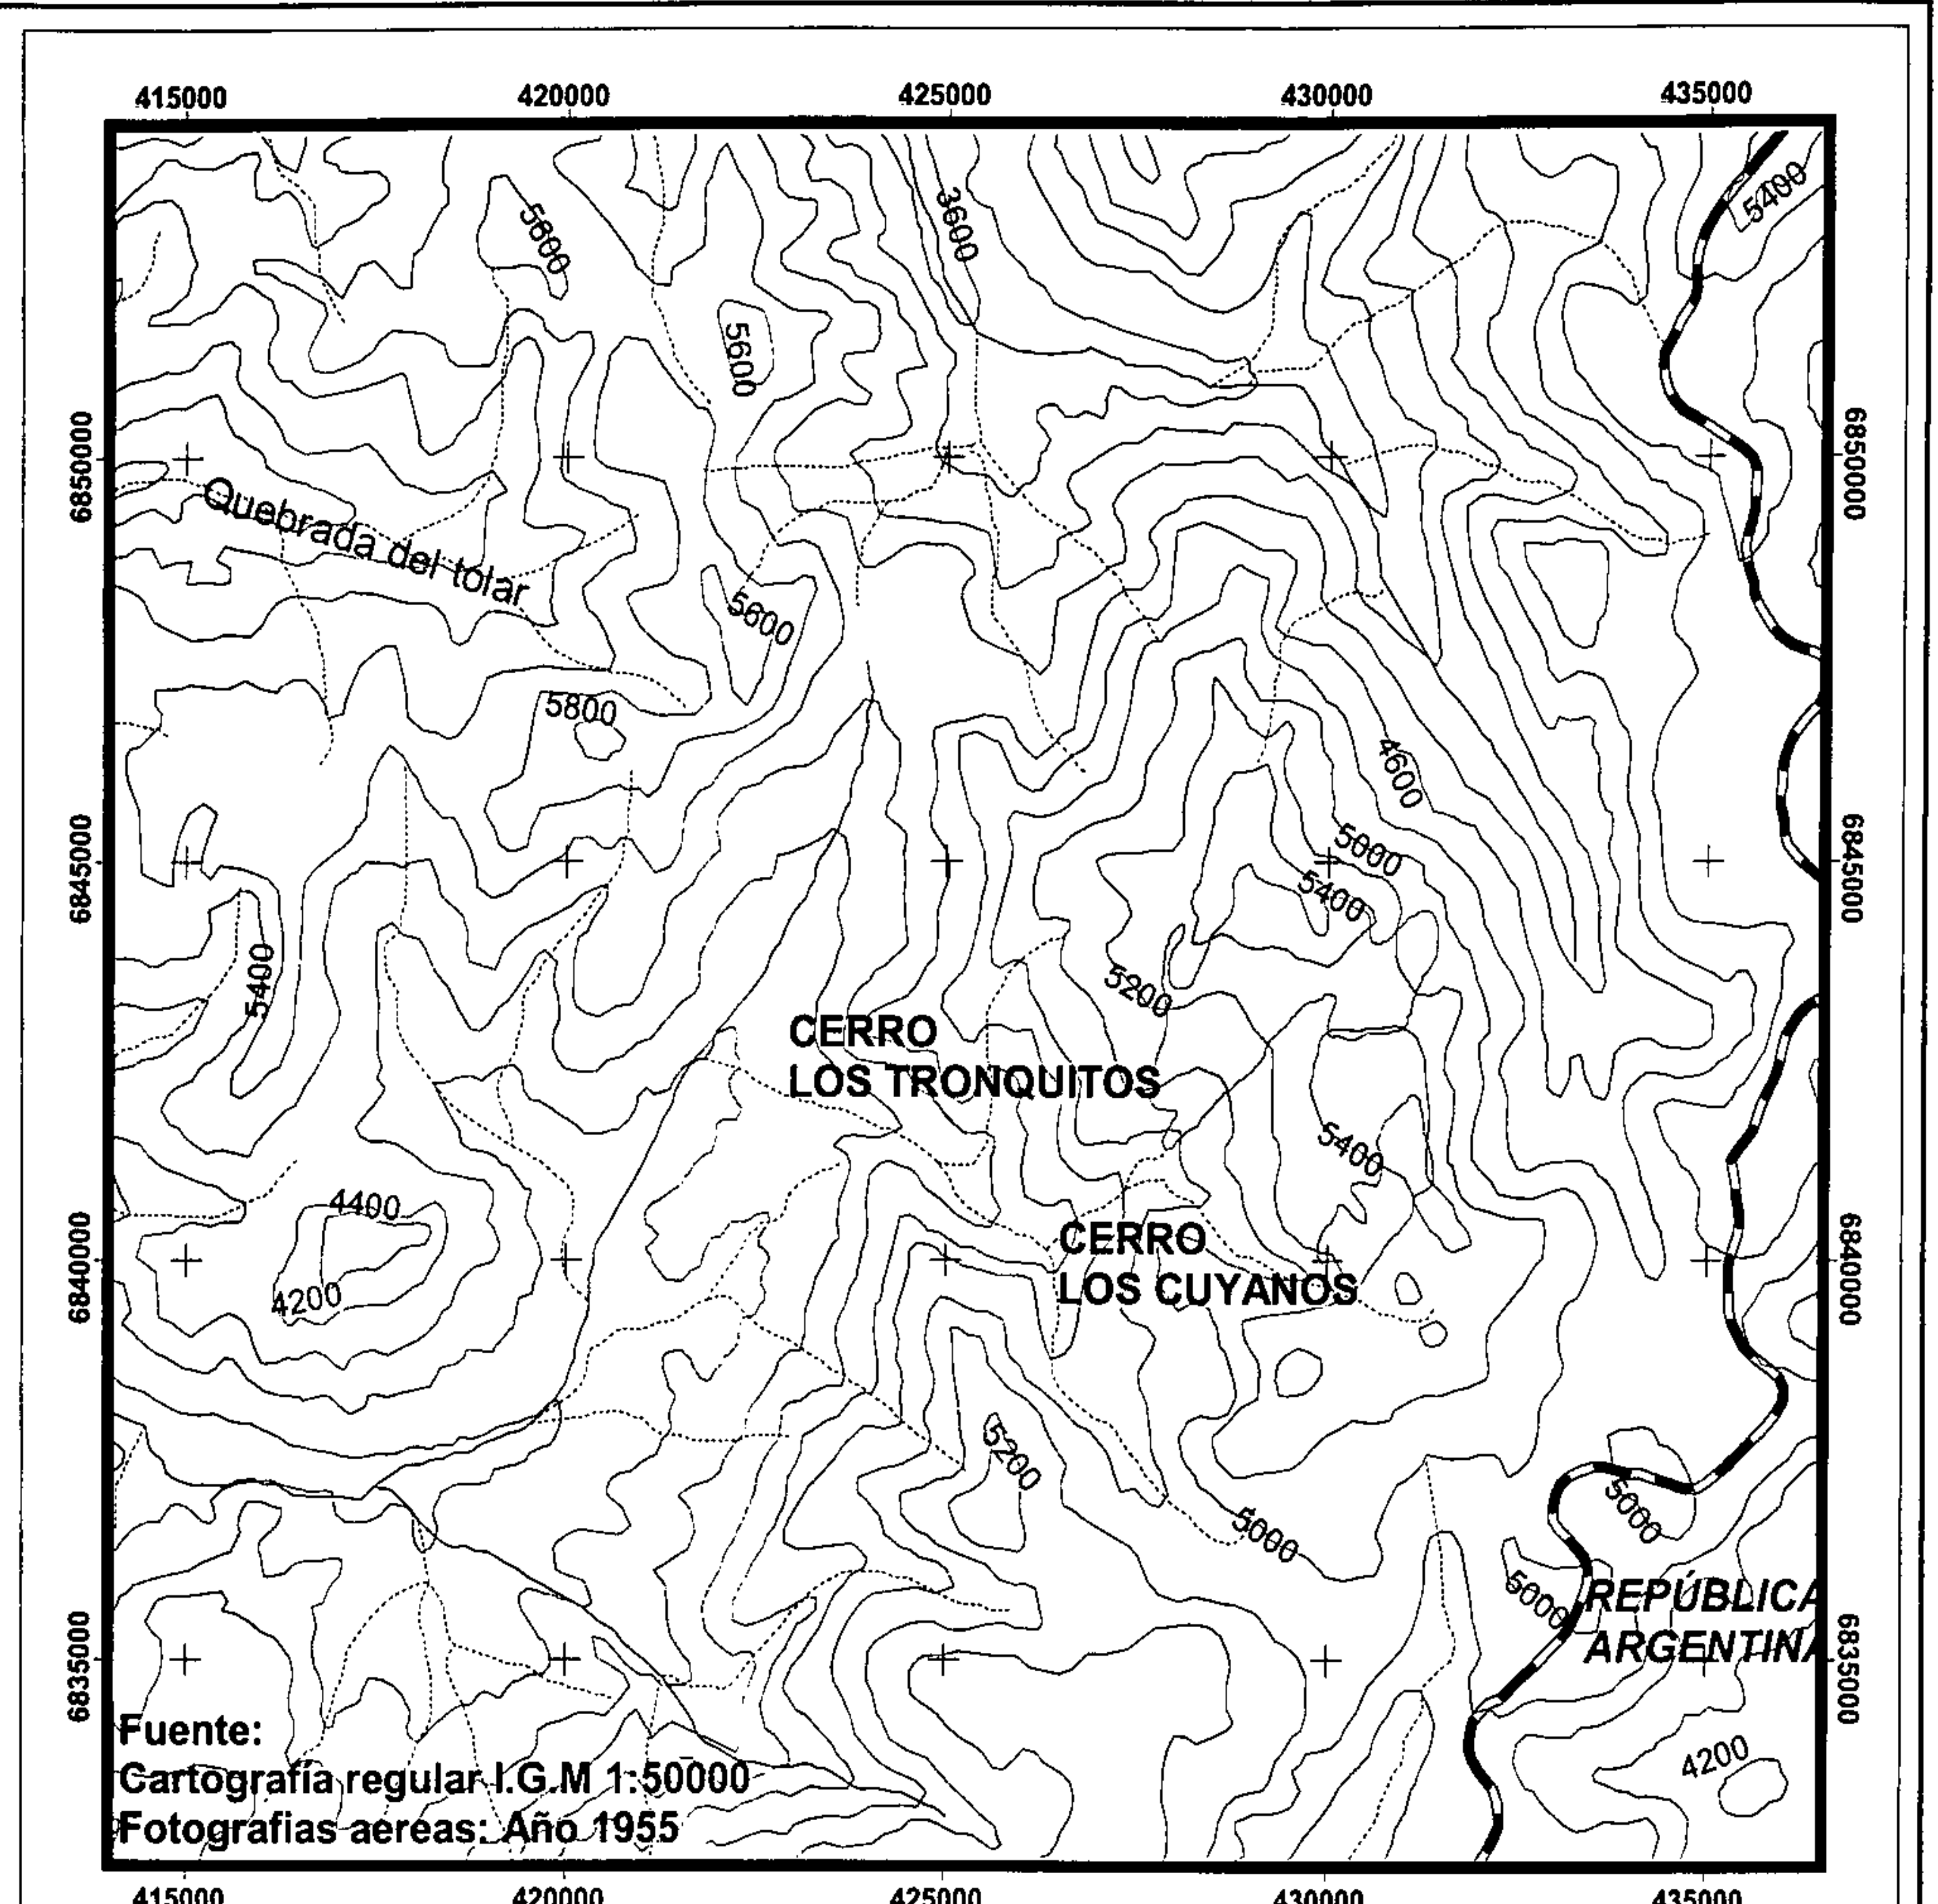 415000 420000 425000 430000 435000
5400
3600
5800
5600
6850000
6850000
Quebrada del tolar
5600
5800
4600
6845000
6845000
5000
5400
5400
5200
CERRO
LOS TRONQUITOS
5400
4400
6840000
6840000
CERRO
LOS CUYANOS
4200
5200
5000
5000
5000
REPÚBLICA
ARGENTINA
6835000
6835000
Fuente:
Cartografía regular I.G.M 1:50000
Fotografias aereas: Año 1955
4200
415000 420000 425000 430000 435000